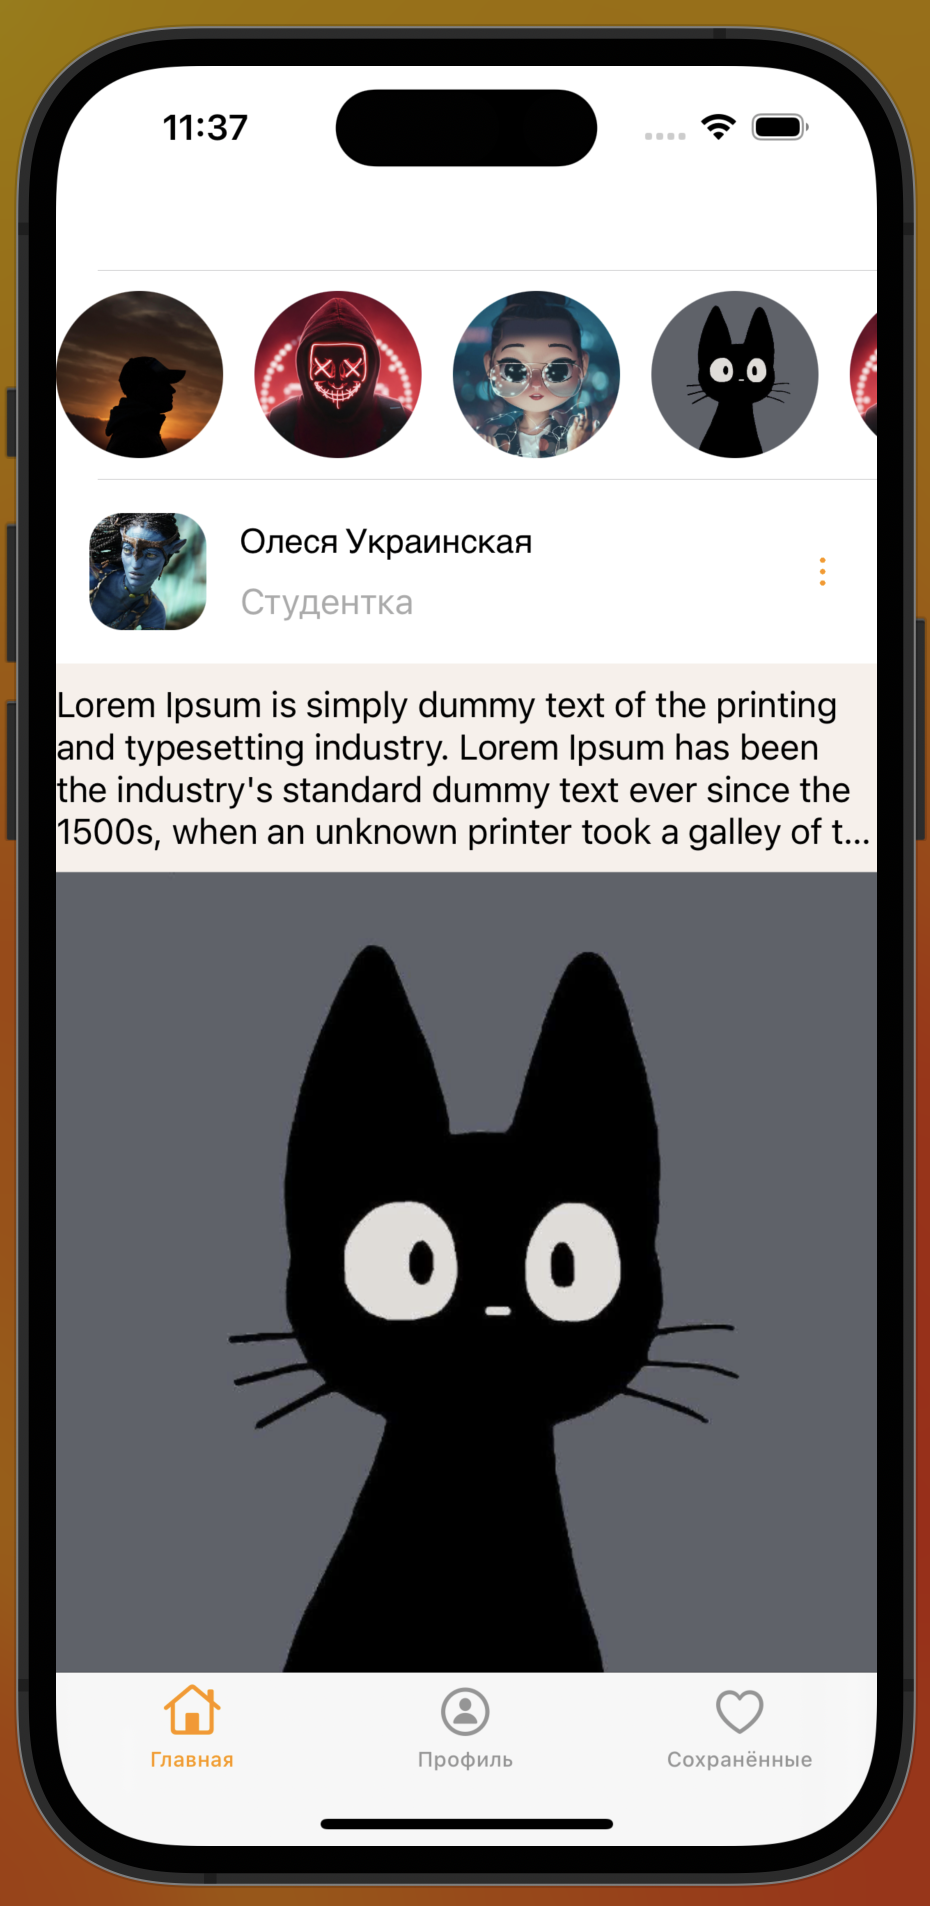 11:37
Олеся Украинская
Студентка
Lorem Ipsum is simply dummy text of the printing
and typesetting industry. Lorem Ipsum has been
the industry's standard dummy text ever since the
1500s, when an unknown printer took a galley of t...
Главная
Профиль
Сохранённые